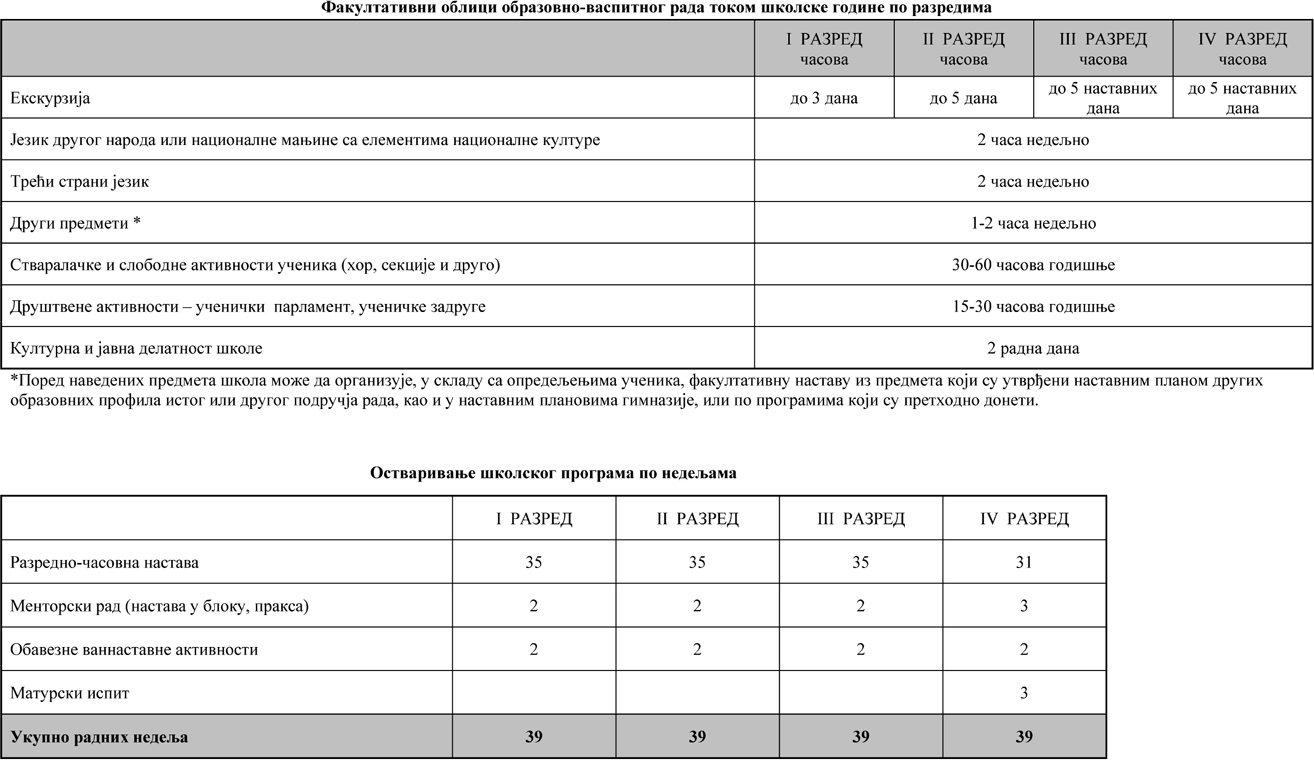 Факултативни облици образовно-васпитног рада током школске године по разредима
I РАЗРЕД часова II РАЗРЕД часова III РАЗРЕД часова IV РАЗРЕД часова
Екскурзија до 3 дана до 5 дана до 5 наставних дана до 5 наставних дана
Језик другог народа или националне мањине са елементима националне културе 2 часа недељно
Трећи страни језик 2 часа недељно
Други предмети * 1-2 часа недељно
Стваралачке и слободне активности ученика (хор, секције и друго) 30-60 часова годишње
Друштвене активности – ученички парламент, ученичке задруге 15-30 часова годишње
Културна и јавна делатност школе 2 радна дана
*Поред наведених предмета школа може да организује, у складу са опредељењима ученика, факултативну наставу из предмета који су утврђени наставним планом других
образовних профила истог или другог подручја рада, као и у наставним плановима гимназије, или по програмима који су претходно донети.
Остваривање школског програма по недељама
I РАЗРЕД II РАЗРЕД III РАЗРЕД IV РАЗРЕД
Разредно-часовна настава 35 35 35 31
Менторски рад (настава у блоку, пракса) 2 2 2 3
Обавезне ваннаставне активности 2 2 2 2
Матурски испит 3
Укупно радних недеља 39 39 39 39